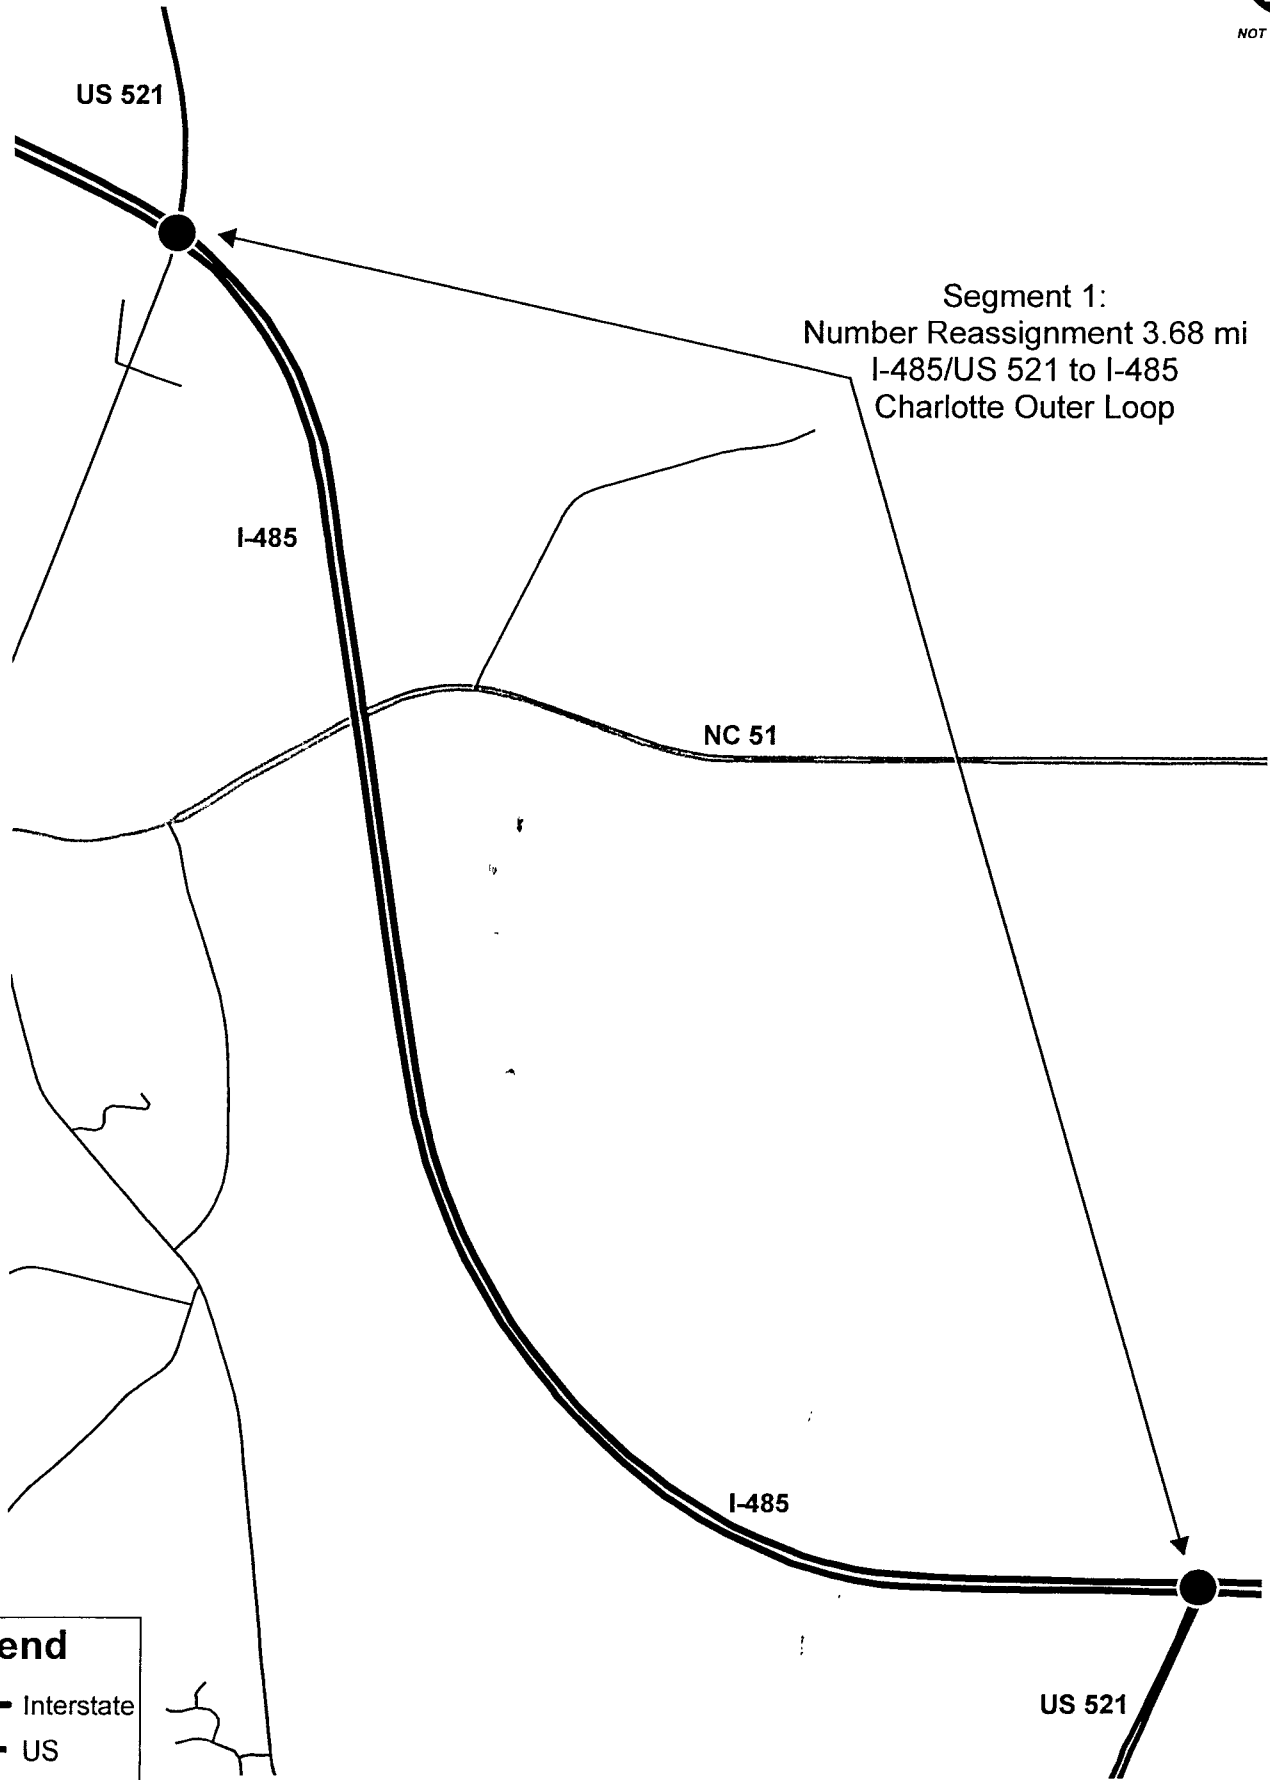 NOT
US 521
Segment 1:
Number Reassignment 3.68 mi
I-485/US 521 to I-485
Charlotte Outer Loop
I-485
NC 51
I-485
end
Interstate
US 521
US